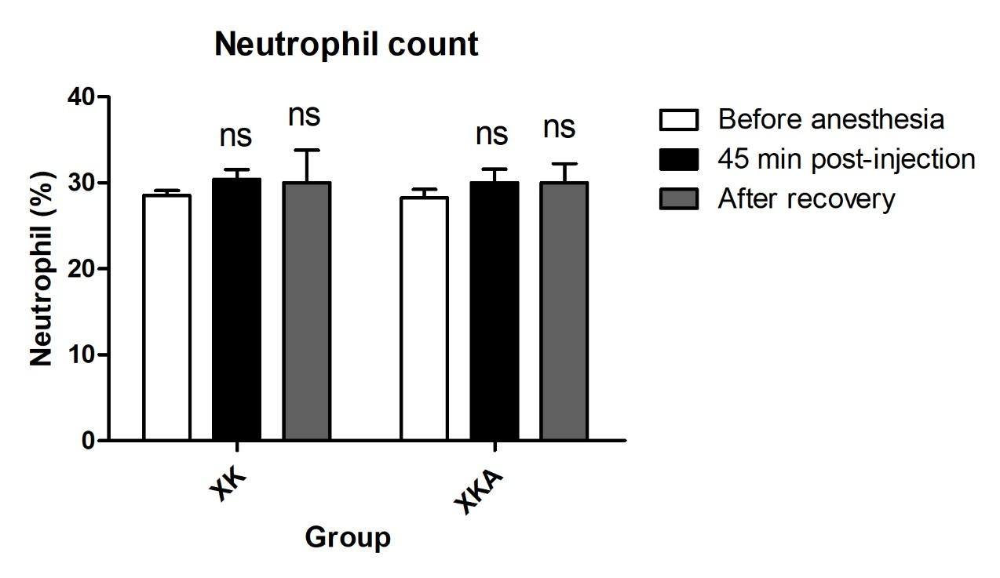 Neutrophil count
Neutrophil (%)
40
30
20
10
0
ns
ns
ns
ns
XK
XKA
Group
Before anesthesia
45 min post-injection
After recovery